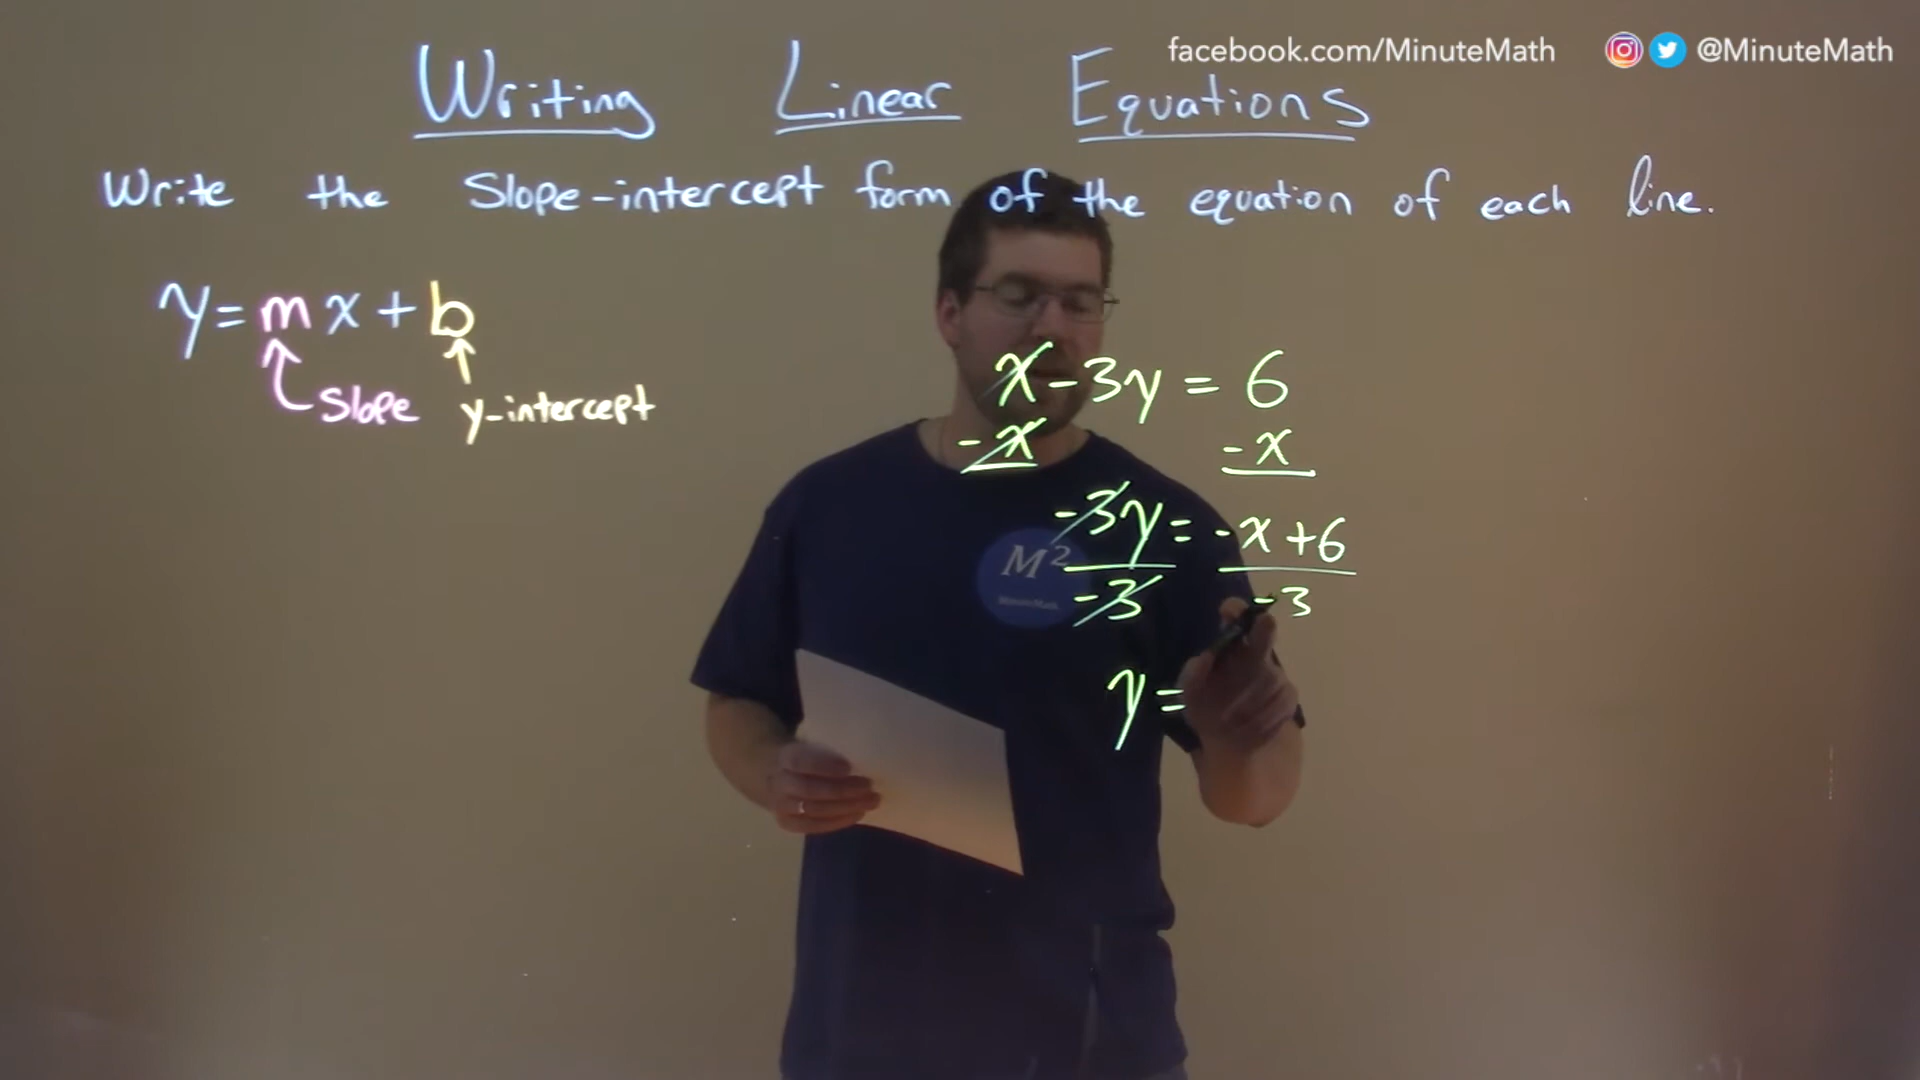 facebook.com/MinuteMath @MinuteMath
Writing Linear Equations
Write the Slope-intercept form of the equation of each line.
y=mx+b
Slope y-intercept
x-3y=6
-x -x
-3y=-x+6
-3 -3
y=
M²
MinuteMath